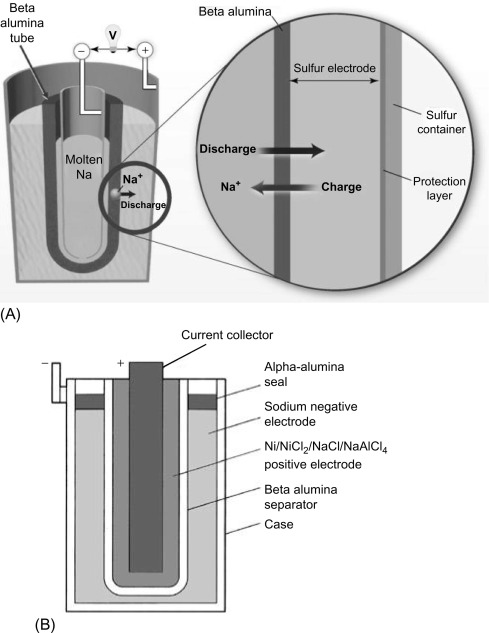 Beta
alumina
tube
V
−
+
Molten
Na
Na⁺
Discharge
Beta alumina
Sulfur electrode
Sulfur
container
Discharge
Na⁺
Charge
Protection
layer
(A)
Current collector
−
+
Alpha-alumina
seal
Sodium negative
electrode
Ni/NiCl₂/NaCl/NaAlCl₄
positive electrode
Beta alumina
separator
Case
(B)